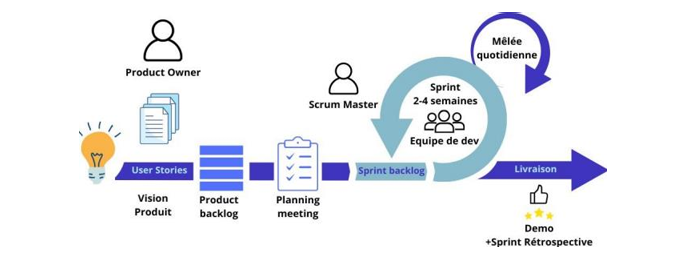 Mêlée
quotidienne
Product Owner
Scrum Master
Sprint
2-4 semaines
Equipe de dev
User Stories
Sprint backlog
Livraison
Vision
Produit
Product
backlog
Planning
meeting
Demo
+Sprint Rétrospective